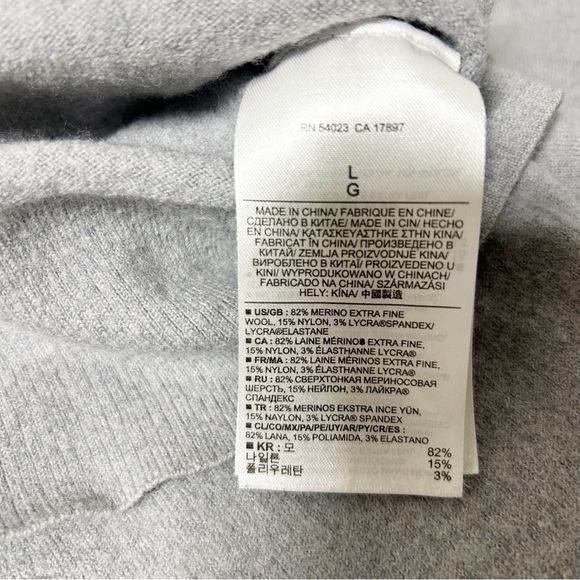 RN 54023 CA 17897
L
G
MADE IN CHINA/ FABRIQUE EN CHINE/
СДЕЛАНО В КИТАЕ/ MADE IN CIN/ HECHO
EN CHINA/ ΚΑΤΑΣΚΕΥΑΣΤΗΚΕ ΣΤΗΝ ΚΙΝΑ/
FABRICAT ÎN CHINA/ ПРОИЗВЕДЕНО В
КИТАЙ/ ZEMLJA PROIZVODNJE KINA/
ВИРОБЛЕНО В КИТАЇ/ PROIZVEDENO U
KINI/ WYPRODUKOWANO W CHINACH/
FABRICADO NA CHINA/ SZÁRMAZÁSI
HELY: KÍNA/ 中國製造
■ US/GB : 82% MERINO EXTRA FINE
WOOL, 15% NYLON, 3% LYCRA®SPANDEX/
LYCRA®ELASTANE
■ CA : 82% LAINE MÉRINOS EXTRA FINE,
15% NYLON, 3% ÉLASTHANNE LYCRA®
■ FR/MA : 82% LAINE MÉRINOS EXTRA FINE,
15% NYLON, 3% ÉLASTHANNE LYCRA®
■ RU : 82% СВЕРХТОНКАЯ МЕРИНОСОВАЯ
ШЕРСТЬ, 15% НЕЙЛОН, 3% ЛАЙКРА®
СПАНДЕКС
■ TR : 82% MERINOS EKSTRA INCE YÜN,
15% NAYLON, 3% LYCRA® SPANDEX
■ CL/CO/MX/PA/PE/UY/AR/PY/CR/ES :
82% LANA, 15% POLIAMIDA, 3% ELASTANO
■ KR : 모 82%
나일론 15%
폴리우레탄 3%